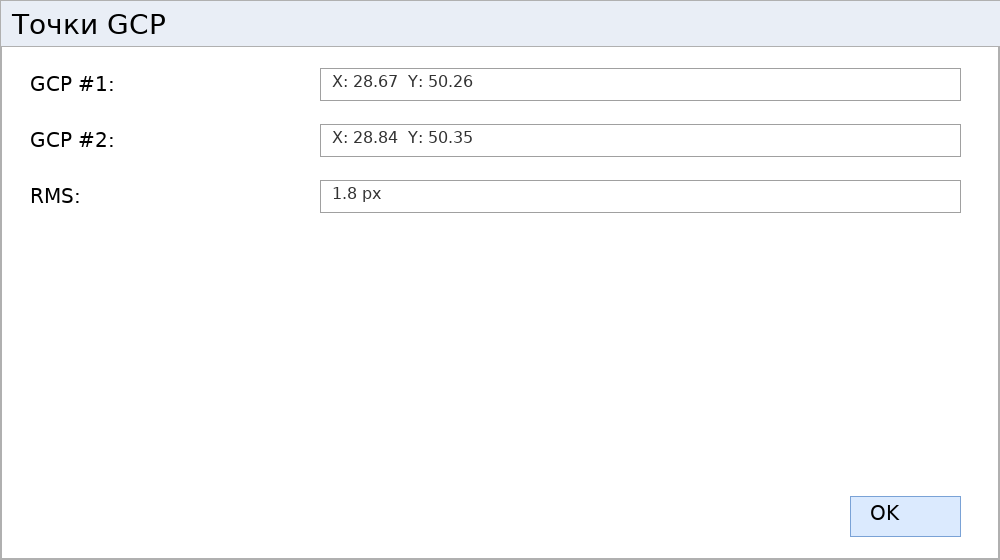 Точки GCP
GCP #1: X: 28.67 Y: 50.26
GCP #2: X: 28.84 Y: 50.35
RMS: 1.8 px
OK